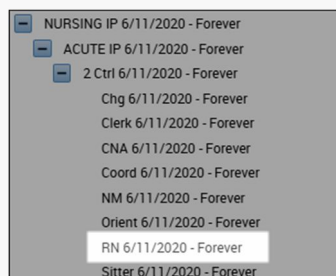 NURSING IP 6/11/2020 - Forever
ACUTE IP 6/11/2020 - Forever
2 Ctrl 6/11/2020 - Forever
Chg 6/11/2020 - Forever
Clerk 6/11/2020 - Forever
CNA 6/11/2020 - Forever
Coord 6/11/2020 - Forever
NM 6/11/2020 - Forever
Orient 6/11/2020 - Forever
RN 6/11/2020 - Forever
Sitter 6/11/2020 - Forever